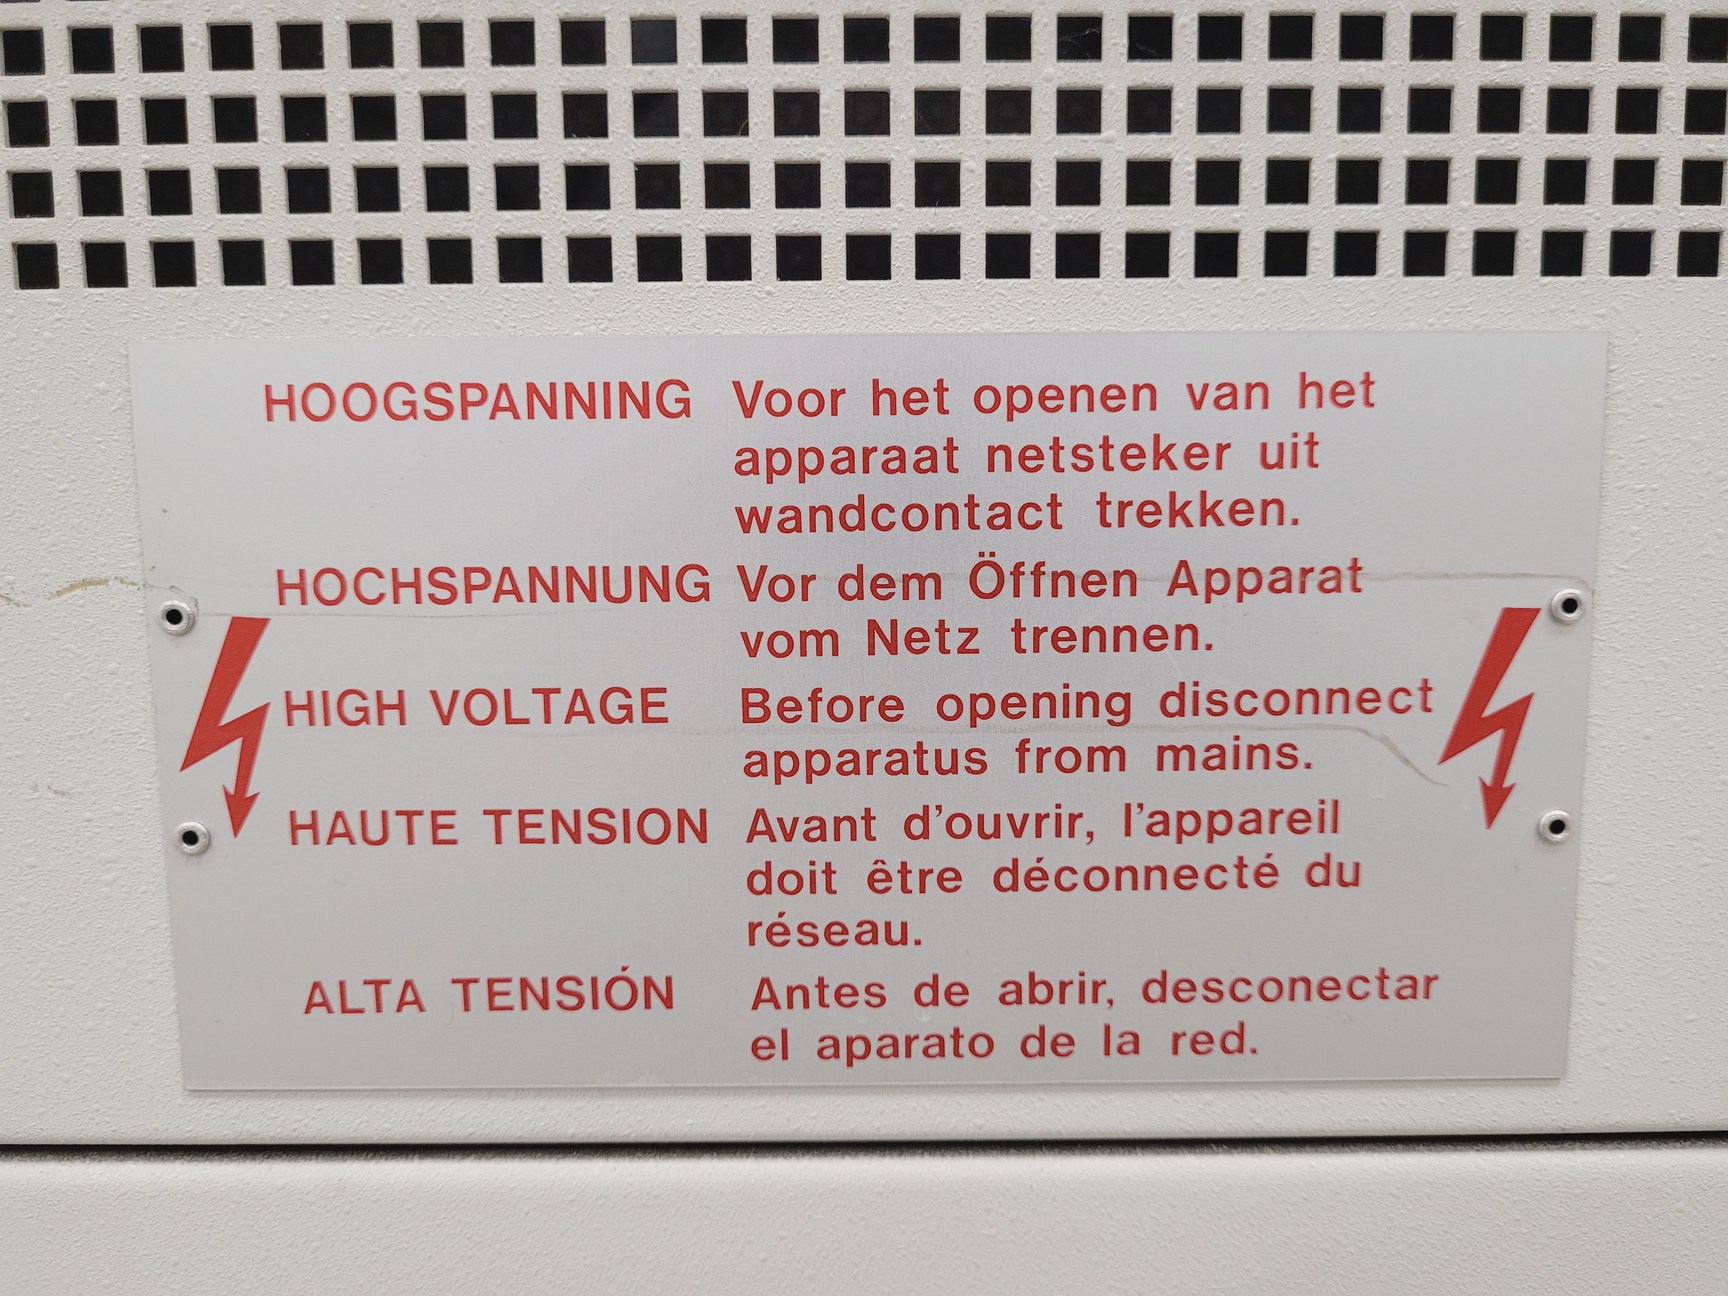 HOOGSPANNING Voor het openen van het
apparaat netsteker uit
wandcontact trekken.
HOCHSPANNUNG Vor dem Öffnen Apparat
vom Netz trennen.
HIGH VOLTAGE Before opening disconnect
apparatus from mains.
HAUTE TENSION Avant d'ouvrir, l'appareil
doit être déconnecté du
réseau.
ALTA TENSIÓN Antes de abrir, desconectar
el aparato de la red.